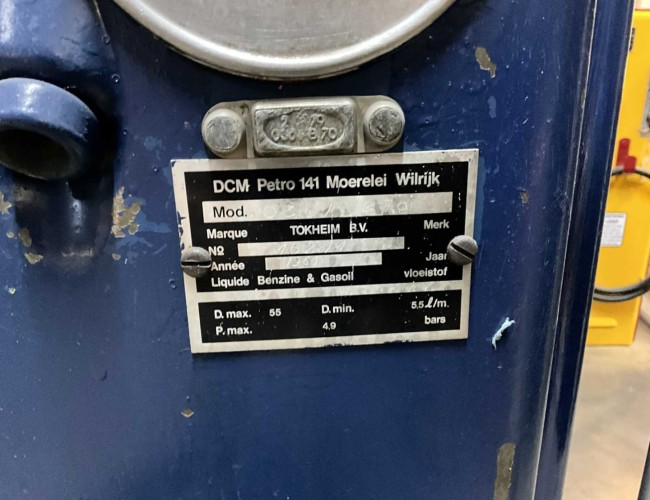 DCM Petro 141 Moerelei Wilrijk
Mod.
Marque TOKHEIM B.V. Merk
No
Année Jaar
Liquide Benzine & Gasoil vloeistof
D. max. 55 D. min. 5,5 l/m.
P. max. 4,9 bars